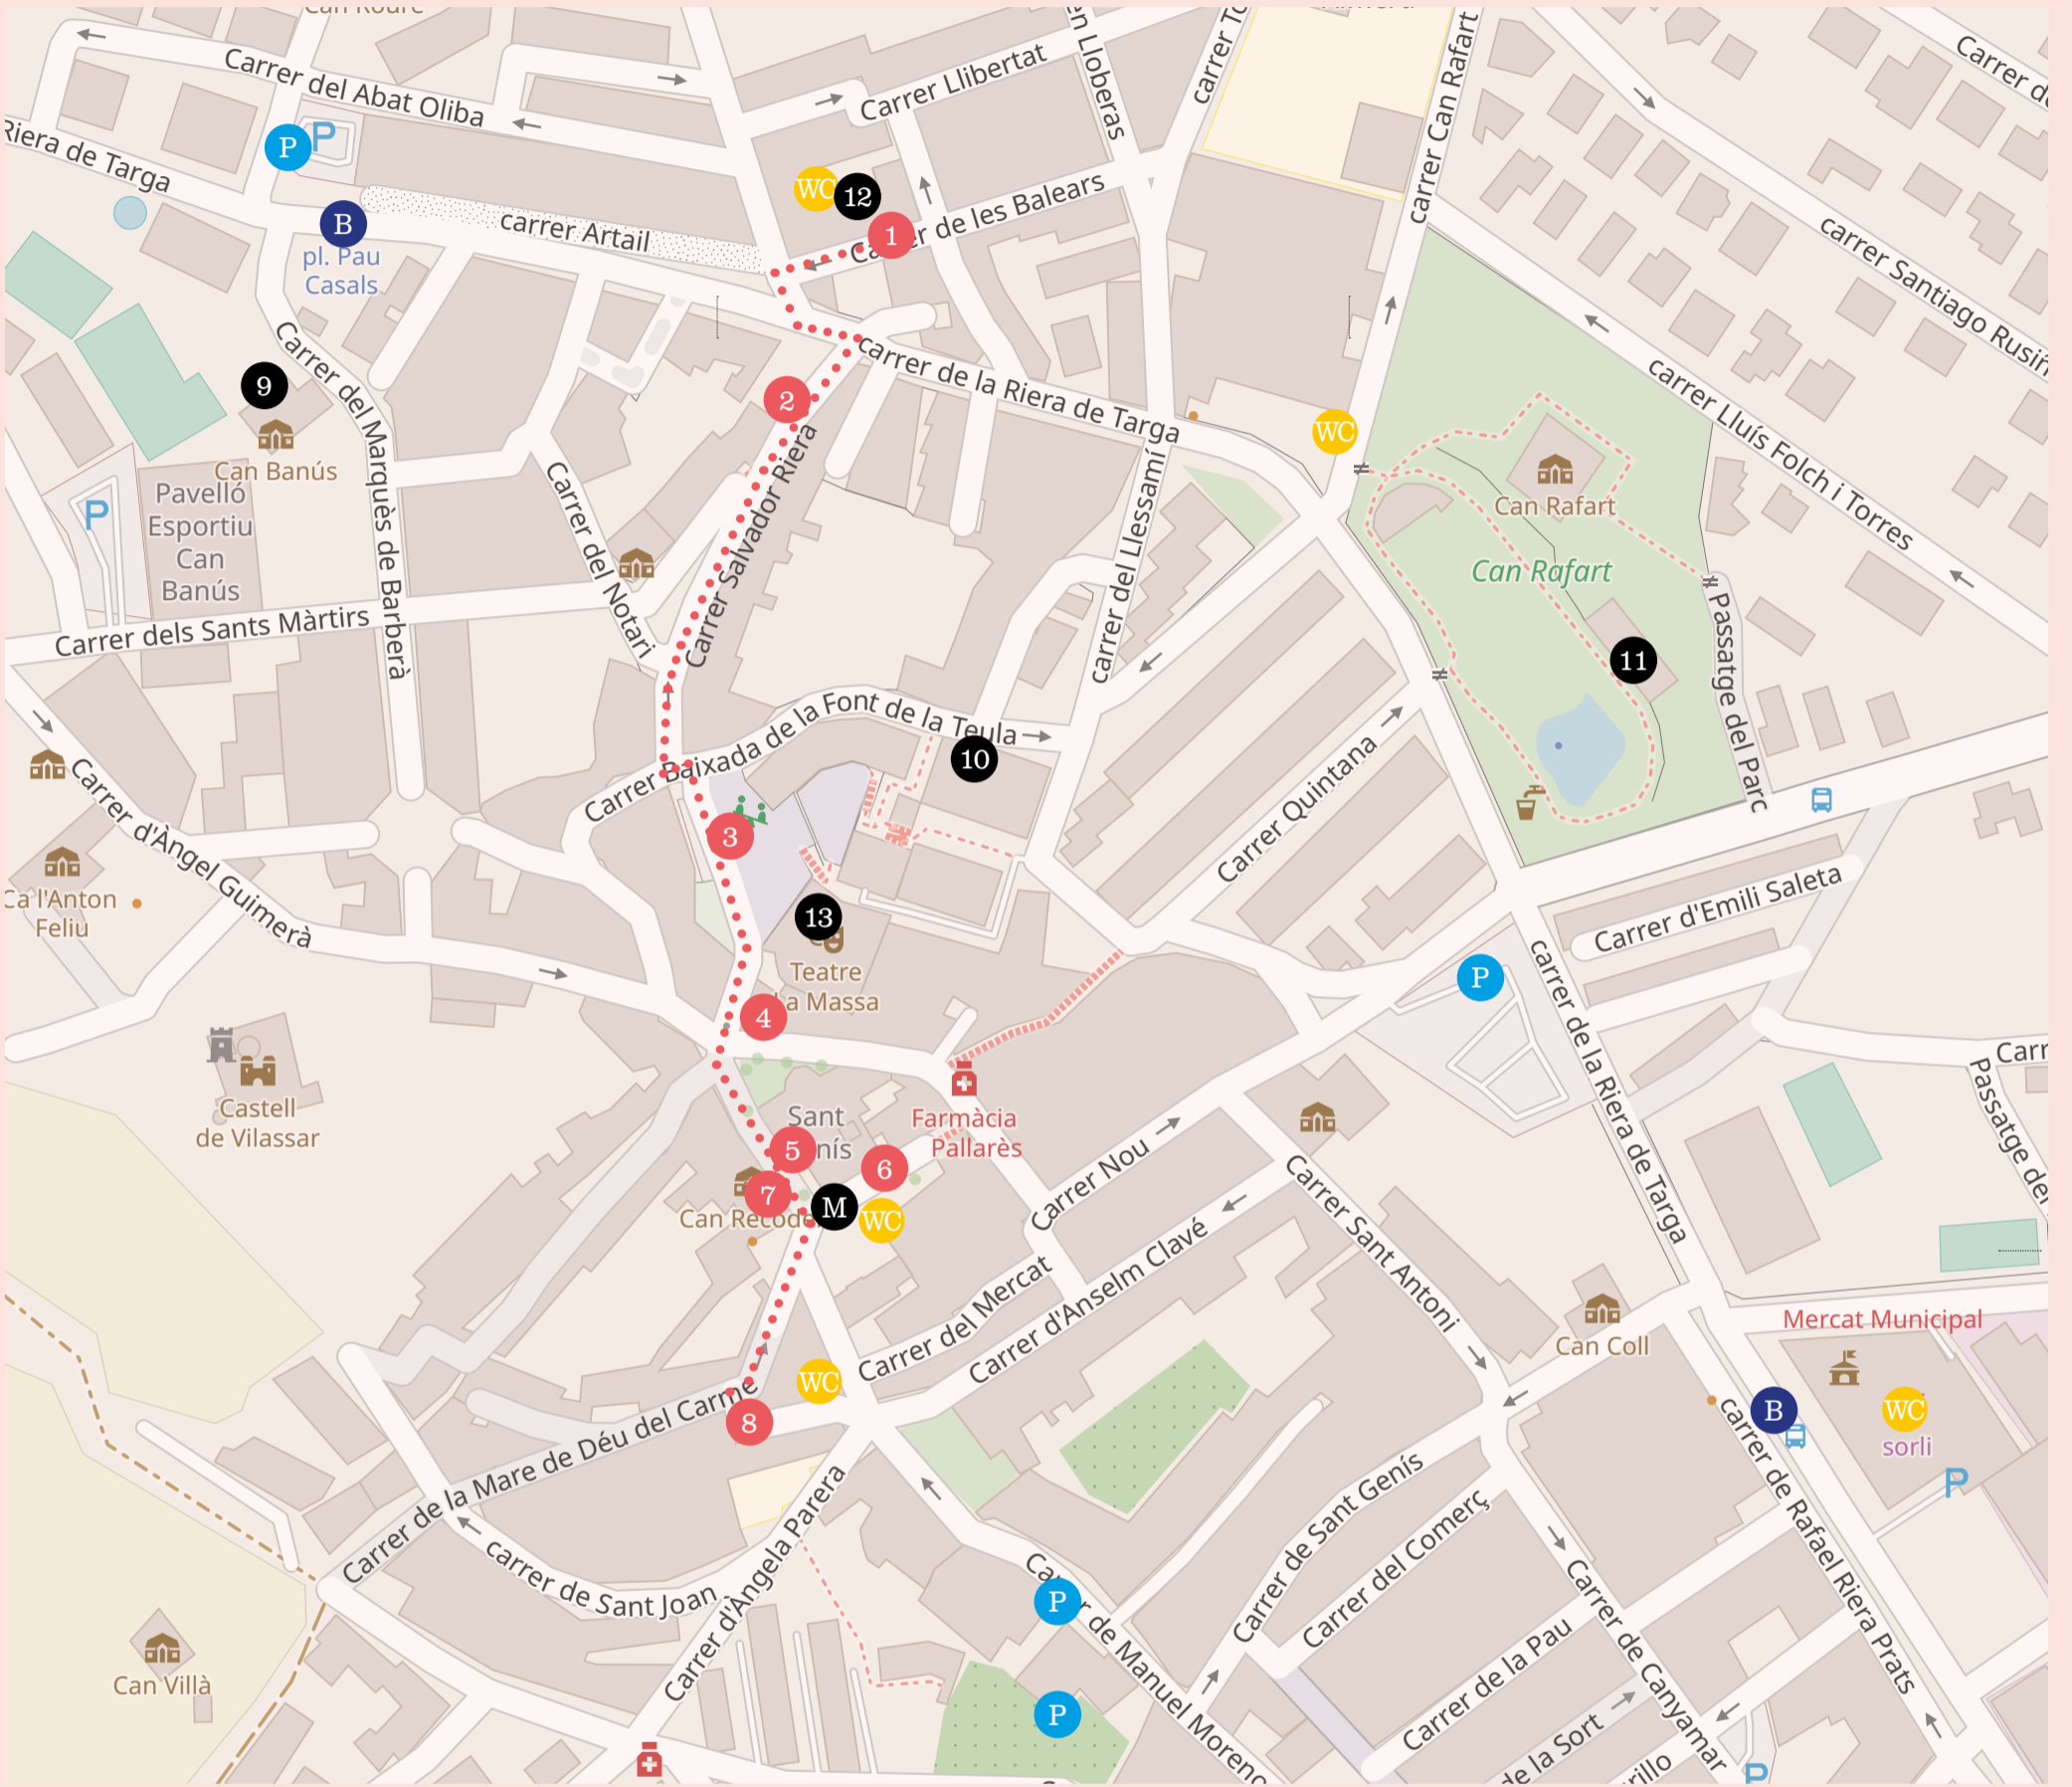 Can Roure
Carrer del Abat Oliba
Riera de Targa
P
P
B
pl. Pau
Casals
carrer Artail
Carrer Llibertat
WC
12
1
Carrer de les Balears
carrer Can Rafart
Carrer de
carrer Santiago Rusiñ
carrer Lluís Folch i Torres
9
Can Banús
Carrer del Marquès de Barberà
Pavelló
Esportiu
Can
Banús
P
2
carrer de la Riera de Targa
WC
Can Rafart
Can Rafart
Carrer Salvador Riera
Carrer del Notari
carrer del Llessamí
Carrer dels Sants Màrtirs
11
Passatge del Parc
Carrer Baixada de la Font de la Teula
10
Carrer Quintana
3
Carrer d'Àngel Guimerà
Ca l'Anton
Feliu
13
Teatre
La Massa
4
Carrer d'Emili Saleta
P
carrer de la Riera de Targa
Carr
Passatge de
Castell
de Vilassar
Sant
5
6
7
M
WC
Can Recode
Farmàcia
Pallarès
Carrer Nou
Carrer del Mercat
Carrer d'Anselm Clavé
Carrer Sant Antoni
Can Coll
Mercat Municipal
B
WC
sorli
P
WC
8
Carrer de la Mare de Déu del Carme
carrer de Sant Joan
Carrer d'Àngela Parera
P
P
de Manuel Moreno
Carrer de Sant Genís
Carrer del Comerç
Carrer de la Pau
de la Sort
rillo
Carrer de Canyamar
carrer de Rafael Riera Prats
P
Can Villà